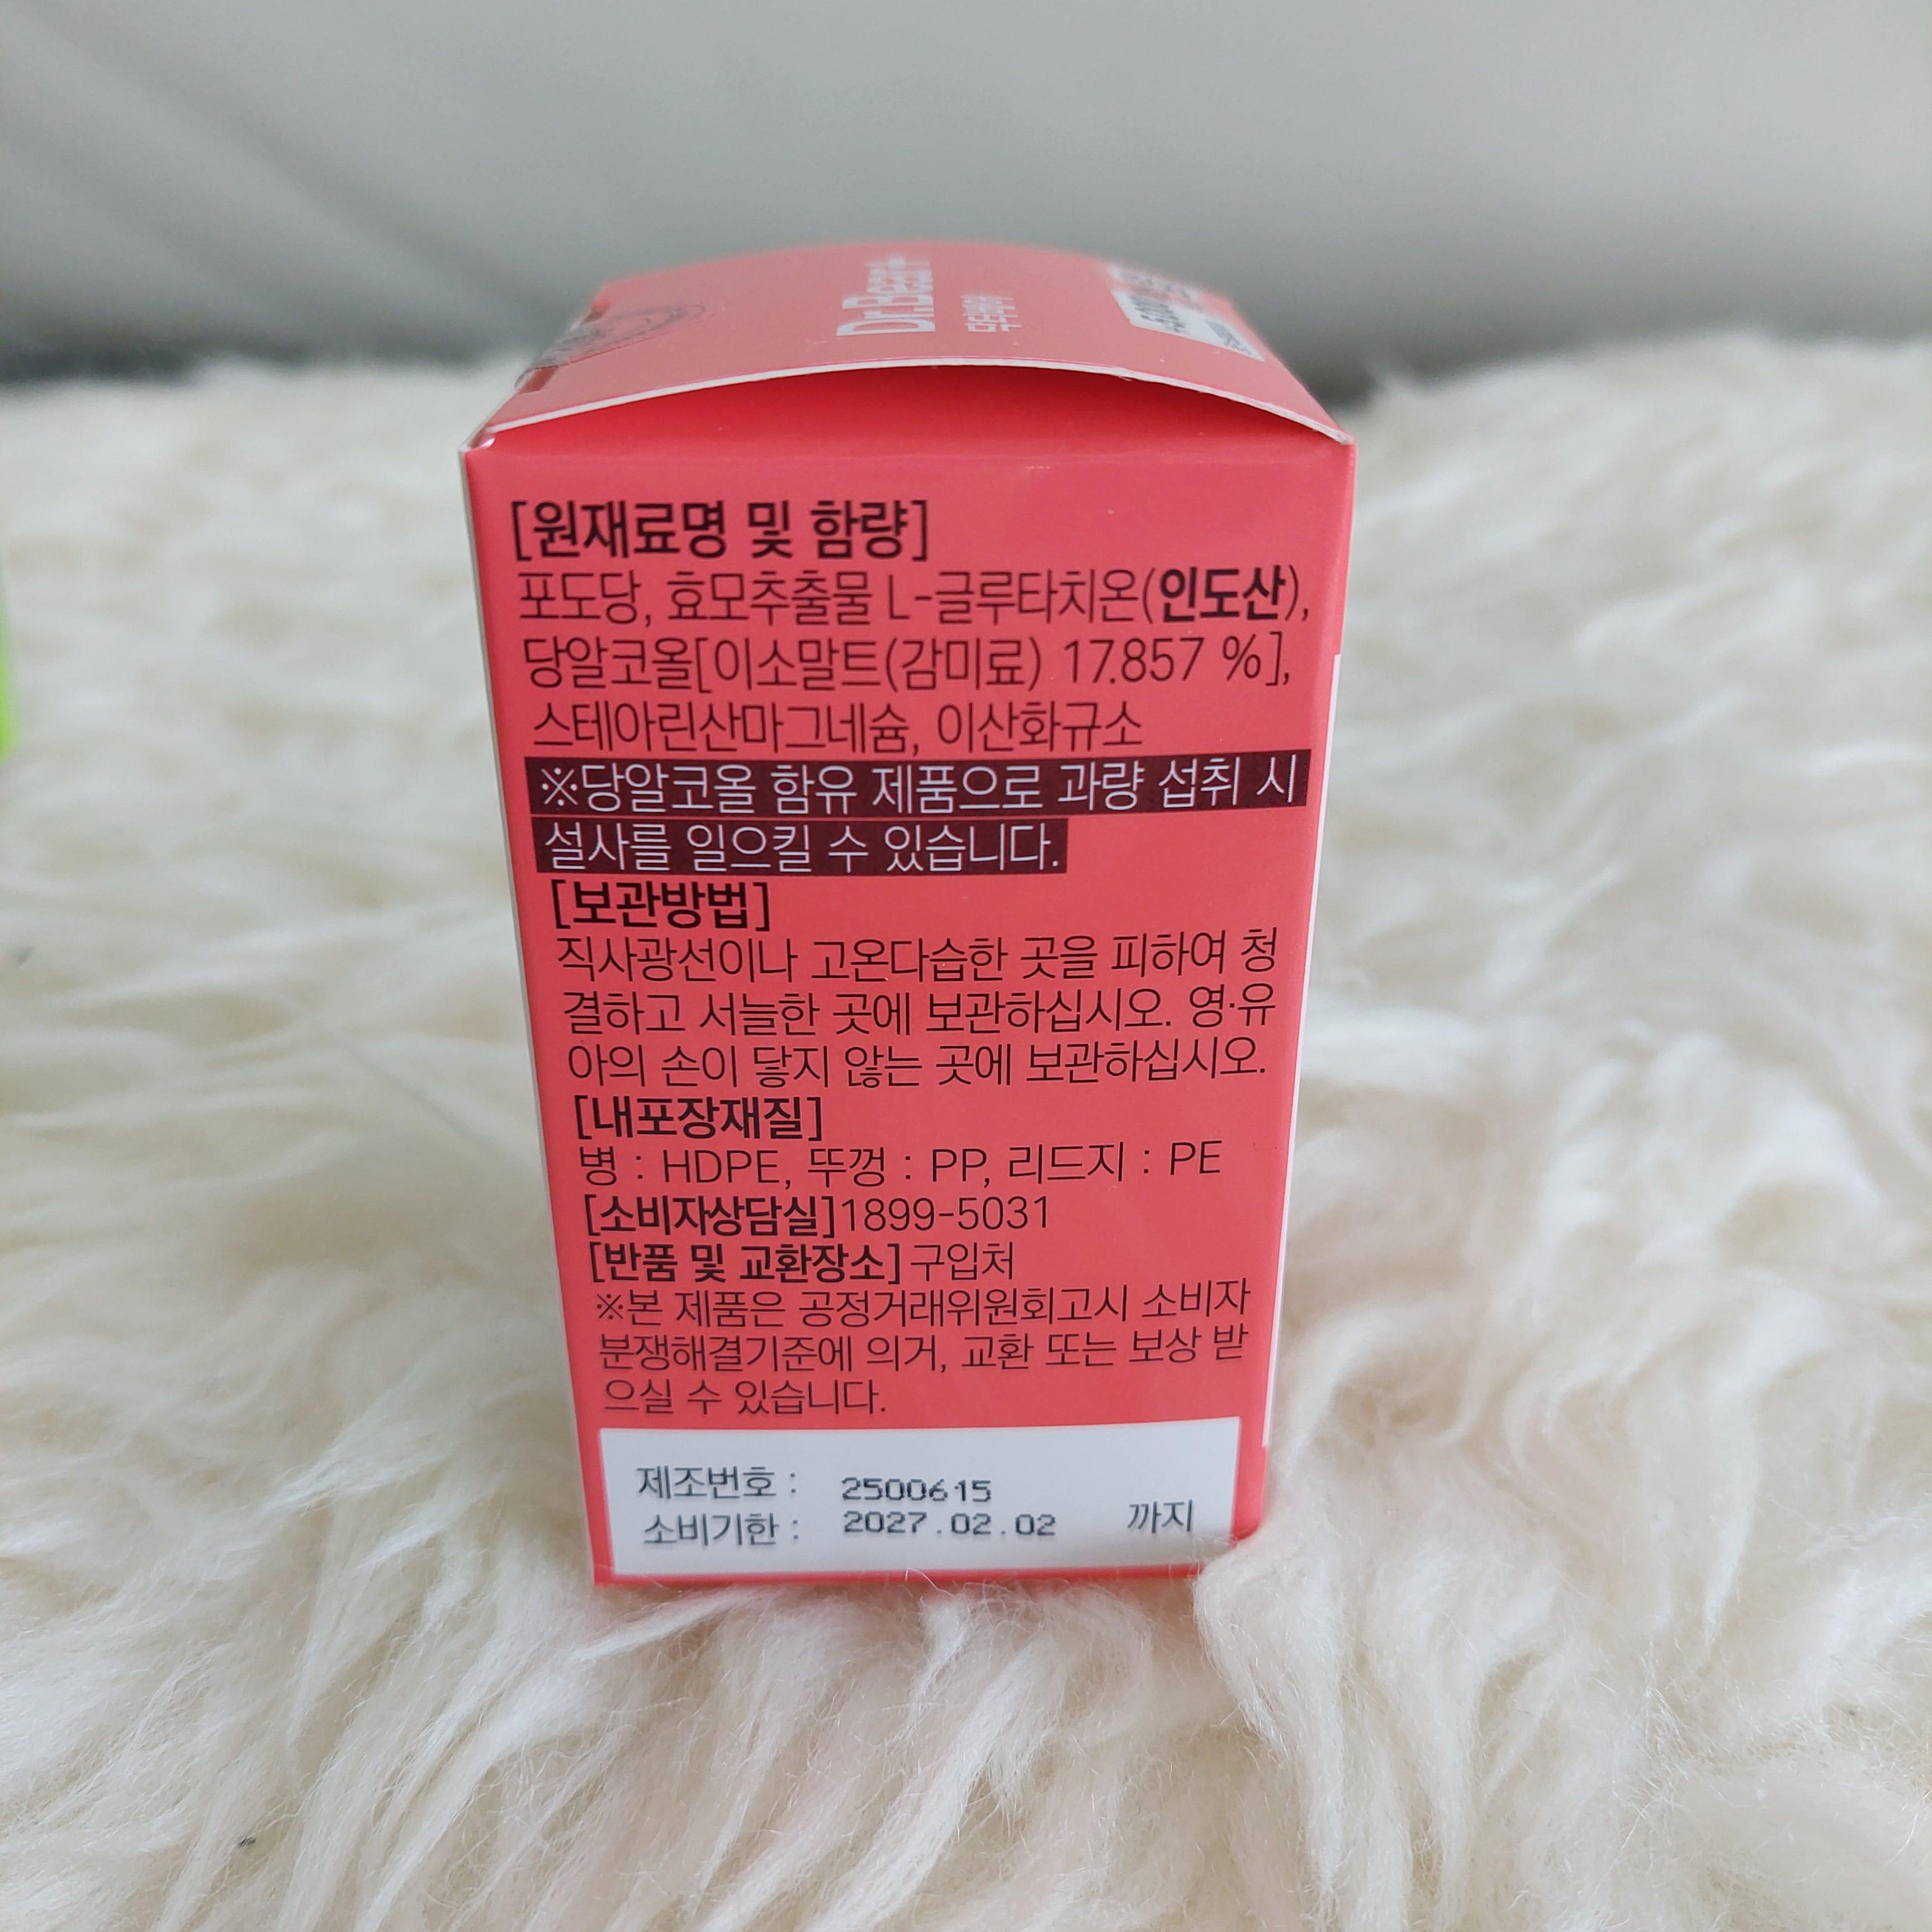 [원재료명 및 함량]
포도당, 효모추출물 L-글루타치온(인도산),
당알코올[이소말트(감미료) 17.857 %],
스테아린산마그네슘, 이산화규소
※당알코올 함유 제품으로 과량 섭취 시
설사를 일으킬 수 있습니다.
[보관방법]
직사광선이나 고온다습한 곳을 피하여 청
결하고 서늘한 곳에 보관하십시오. 영·유
아의 손이 닿지 않는 곳에 보관하십시오.
[내포장재질]
병 : HDPE, 뚜껑 : PP, 리드지 : PE
[소비자상담실]1899-5031
[반품 및 교환장소]구입처
※본 제품은 공정거래위원회고시 소비자
분쟁해결기준에 의거, 교환 또는 보상 받
으실 수 있습니다.
제조번호 : 2500615
소비기한 : 2027.02.02 까지